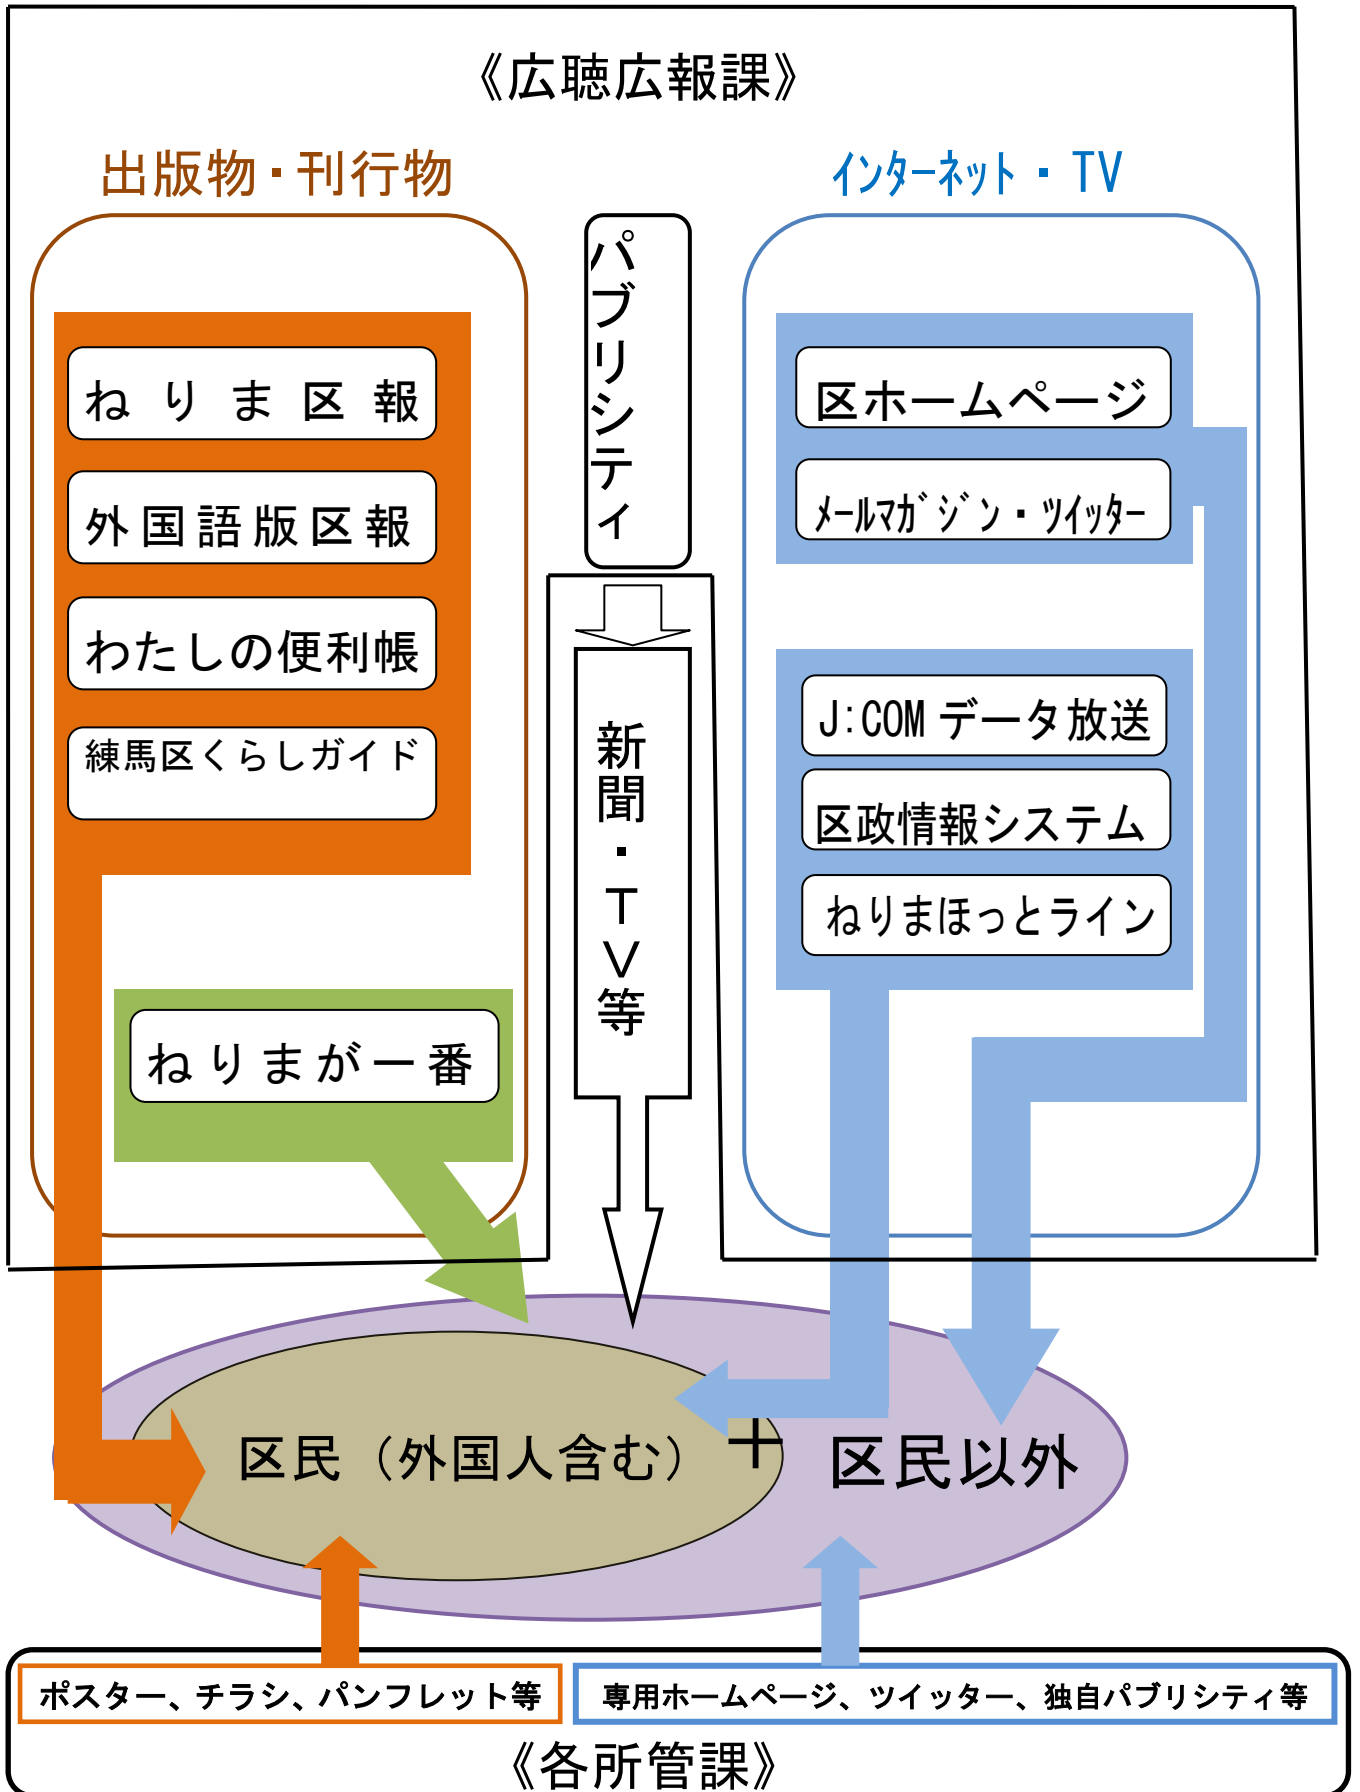 《広聴広報課》
出版物・刊行物
ねりま区報
外国語版区報
わたしの便利帳
練馬区くらしガイド
ねりまが一番
パブリシティ
新聞・TV等
インターネット・TV
区ホームページ
メールマガジン・ツイッター
J:COMデータ放送
区政情報システム
ねりまほっとライン
区民（外国人含む）
＋
区民以外
ポスター、チラシ、パンフレット等
専用ホームページ、ツイッター、独自パブリシティ等
《各所管課》